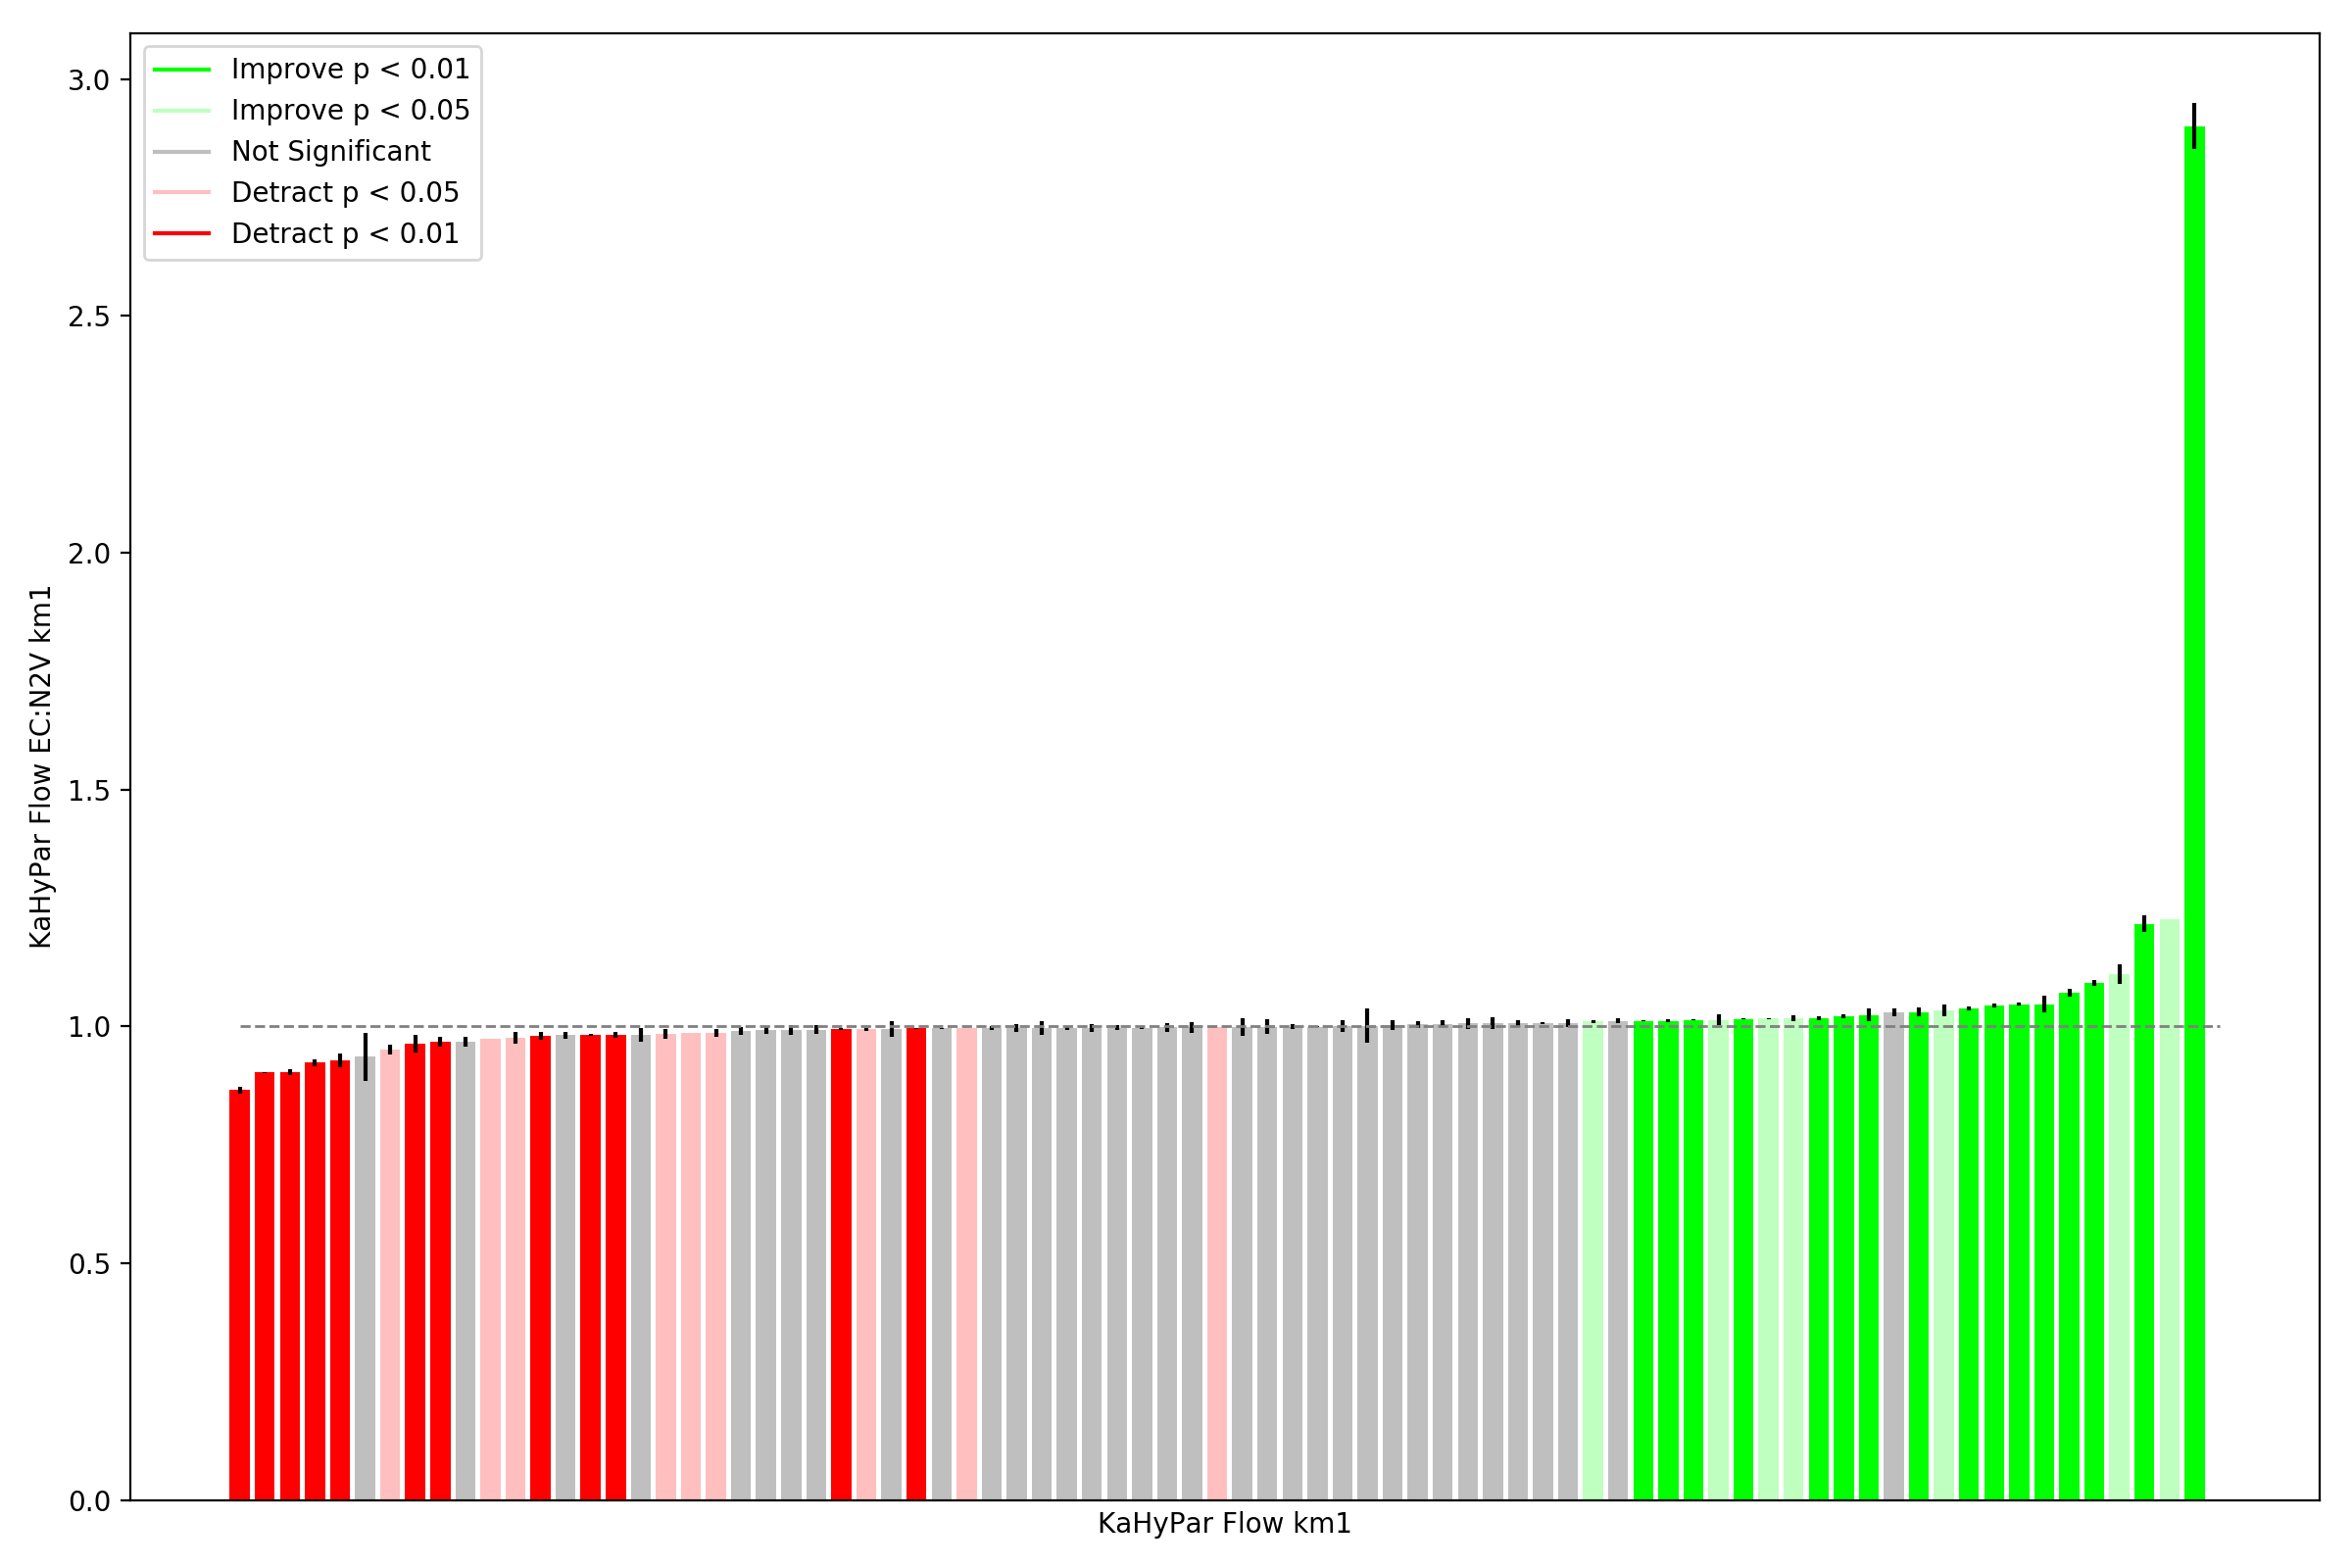 Improve p < 0.01
Improve p < 0.05
Not Significant
Detract p < 0.05
Detract p < 0.01
3.0
2.5
2.0
1.5
1.0
0.5
0.0
KaHyPar Flow EC:N2V km1
KaHyPar Flow km1